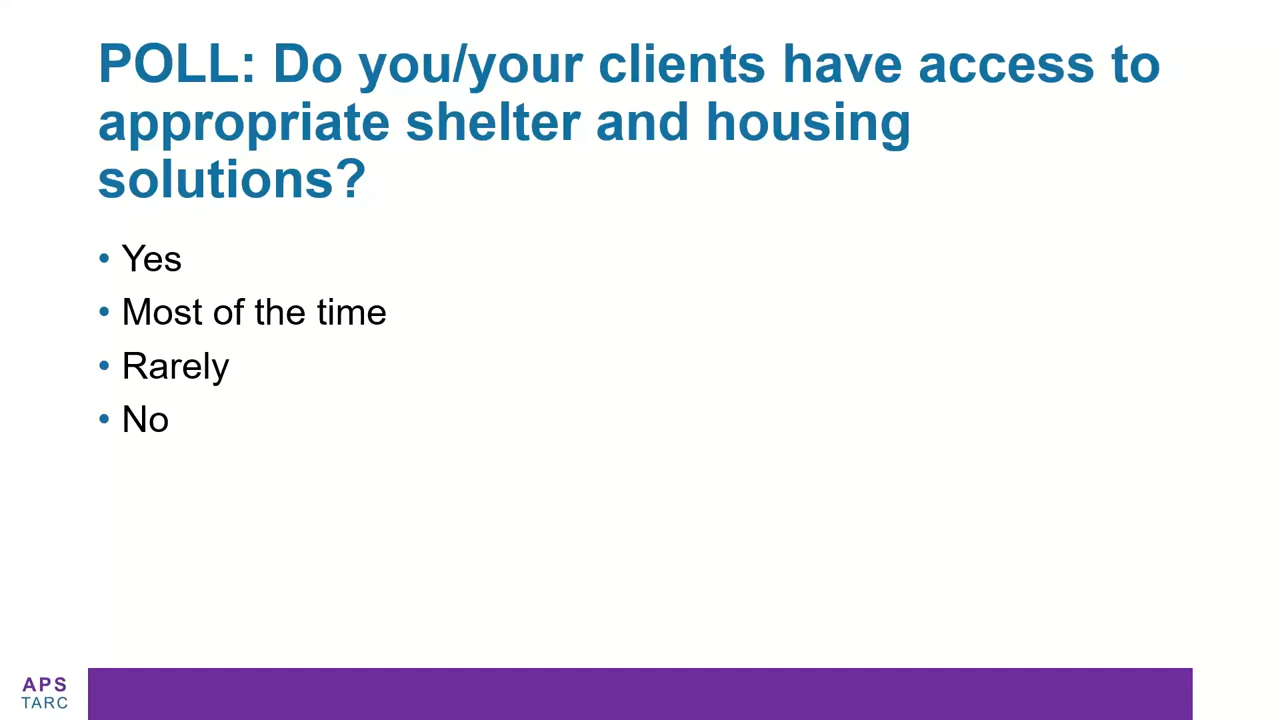 POLL: Do you/your clients have access to
appropriate shelter and housing
solutions?
• Yes
• Most of the time
• Rarely
• No
APS
TARC